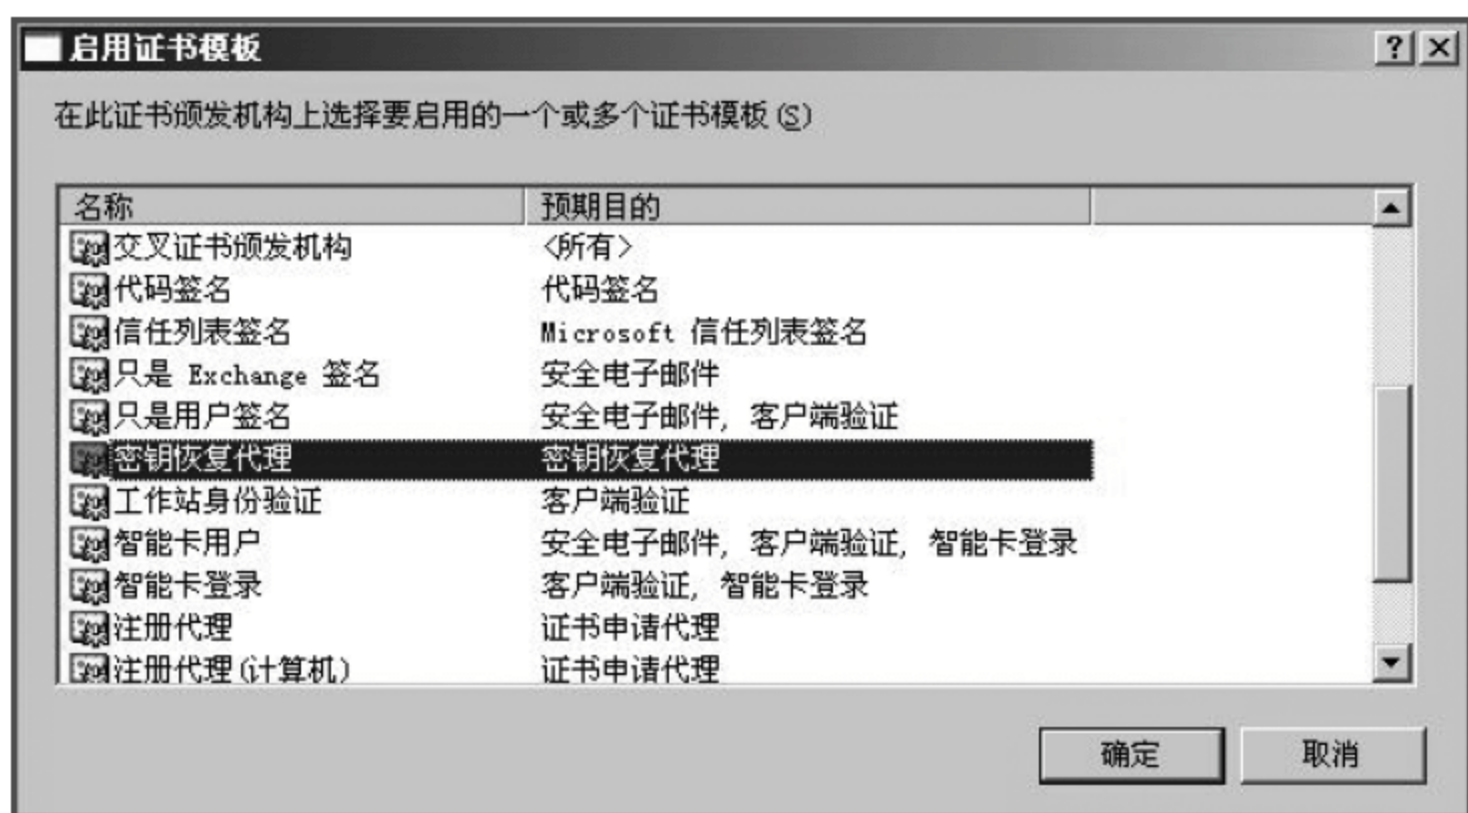 启用证书模板
在此证书颁发机构上选择要启用的一个或多个证书模板(S)
名称 预期目的
交叉证书颁发机构 <所有>
代码签名 代码签名
信任列表签名 Microsoft 信任列表签名
只是 Exchange 签名 安全电子邮件
只是用户签名 安全电子邮件, 客户端验证
密钥恢复代理 密钥恢复代理
工作站身份验证 客户端验证
智能卡用户 安全电子邮件, 客户端验证, 智能卡登录
智能卡登录 客户端验证, 智能卡登录
注册代理 证书申请代理
注册代理(计算机) 证书申请代理
确定 取消